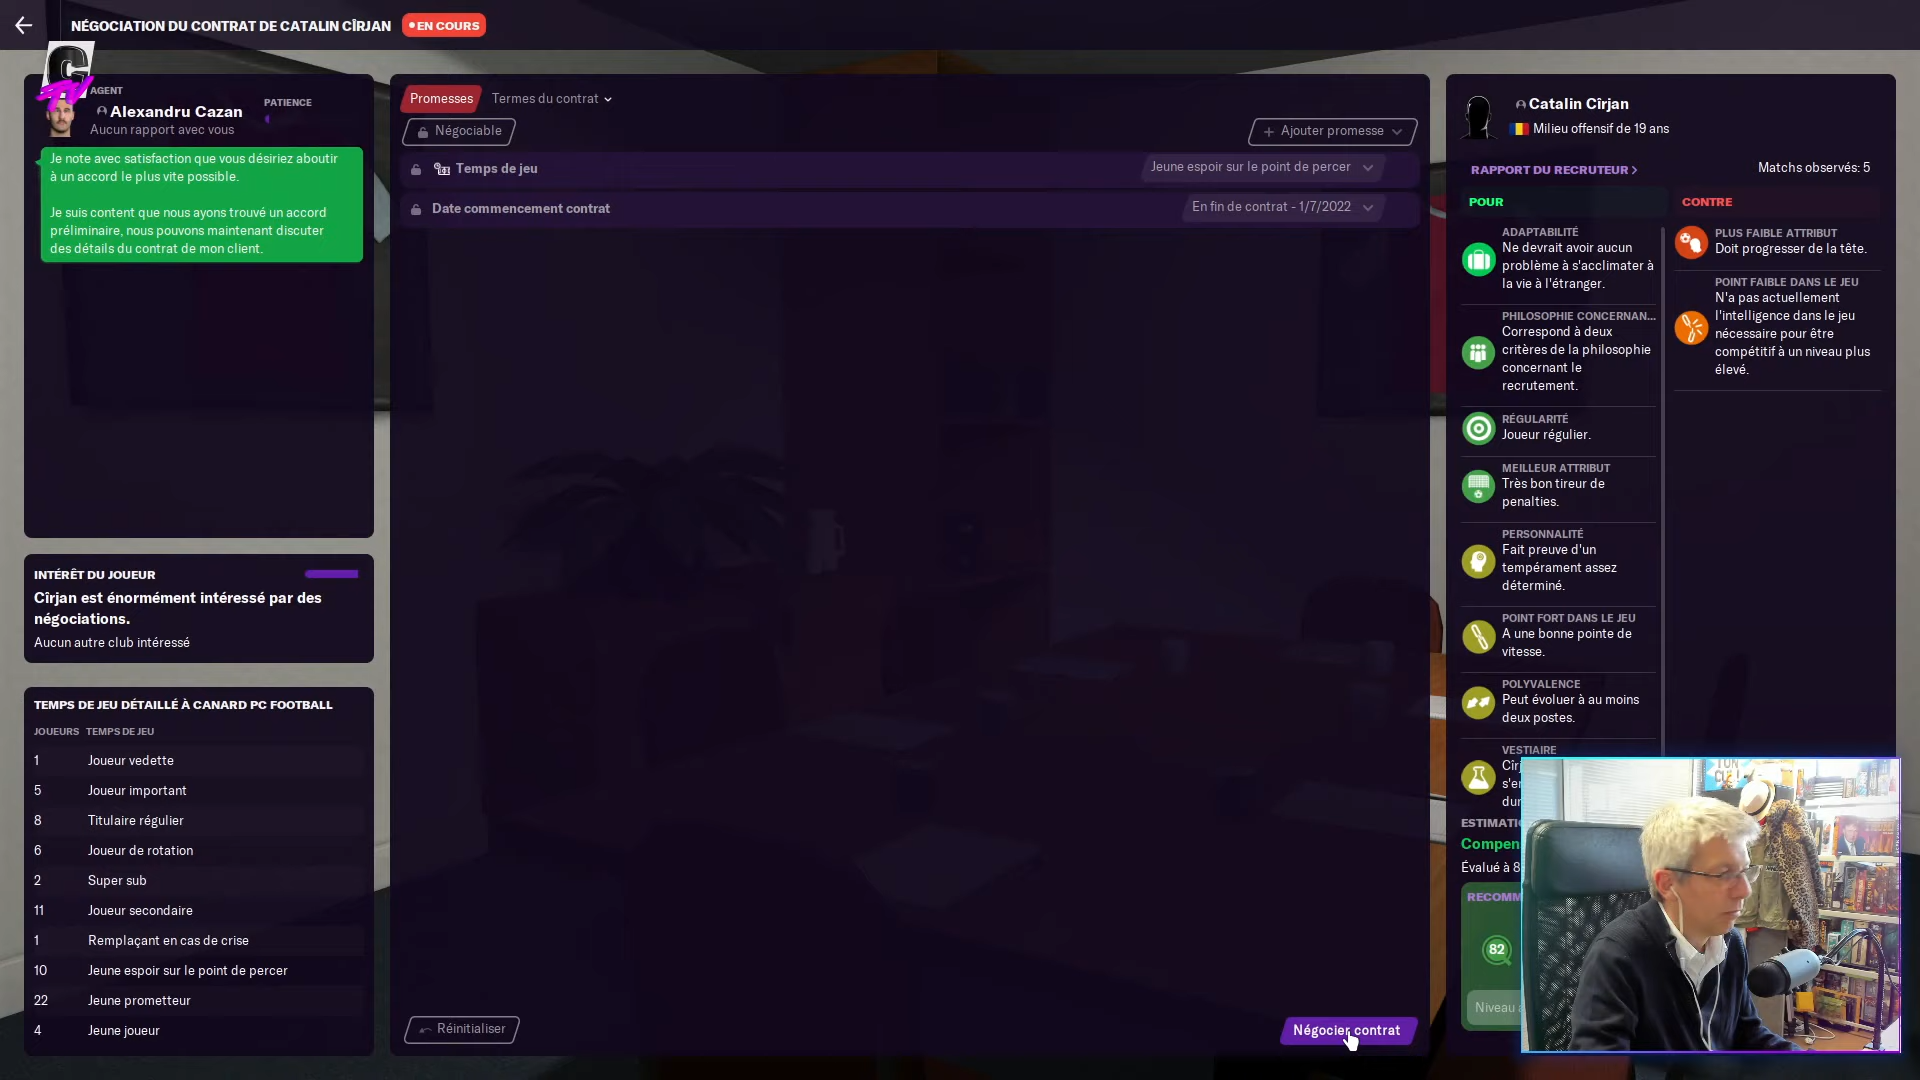 NÉGOCIATION DU CONTRAT DE CATALIN CÎRJAN
EN COURS
C
TV
AGENT
Alexandru Cazan
Aucun rapport avec vous
PATIENCE
Je note avec satisfaction que vous désiriez aboutir
à un accord le plus vite possible.
Je suis content que nous ayons trouvé un accord
préliminaire, nous pouvons maintenant discuter
des détails du contrat de mon client.
INTÉRÊT DU JOUEUR
Cîrjan est énormément intéressé par des
négociations.
Aucun autre club intéressé
TEMPS DE JEU DÉTAILLÉ À CANARD PC FOOTBALL
JOUEURS TEMPS DE JEU
1 Joueur vedette
5 Joueur important
8 Titulaire régulier
6 Joueur de rotation
2 Super sub
11 Joueur secondaire
1 Remplaçant en cas de crise
10 Jeune espoir sur le point de percer
22 Jeune prometteur
4 Jeune joueur
Promesses
Termes du contrat
Négociable
Ajouter promesse
Temps de jeu
Jeune espoir sur le point de percer
Date commencement contrat
En fin de contrat - 1/7/2022
Réinitialiser
Négocier contrat
Catalin Cîrjan
Milieu offensif de 19 ans
RAPPORT DU RECRUTEUR >
Matchs observés: 5
POUR
ADAPTABILITÉ
Ne devrait avoir aucun
problème à s'acclimater à
la vie à l'étranger.
PHILOSOPHIE CONCERNAN...
Correspond à deux
critères de la philosophie
concernant le
recrutement.
RÉGULARITÉ
Joueur régulier.
MEILLEUR ATTRIBUT
Très bon tireur de
penalties.
PERSONNALITÉ
Fait preuve d'un
tempérament assez
déterminé.
POINT FORT DANS LE JEU
A une bonne pointe de
vitesse.
POLYVALENCE
Peut évoluer à au moins
deux postes.
VESTIAIRE
CONTRE
PLUS FAIBLE ATTRIBUT
Doit progresser de la tête.
POINT FAIBLE DANS LE JEU
N'a pas actuellement
l'intelligence dans le jeu
nécessaire pour être
compétitif à un niveau plus
élevé.
Évalué à 8
82
Niveau